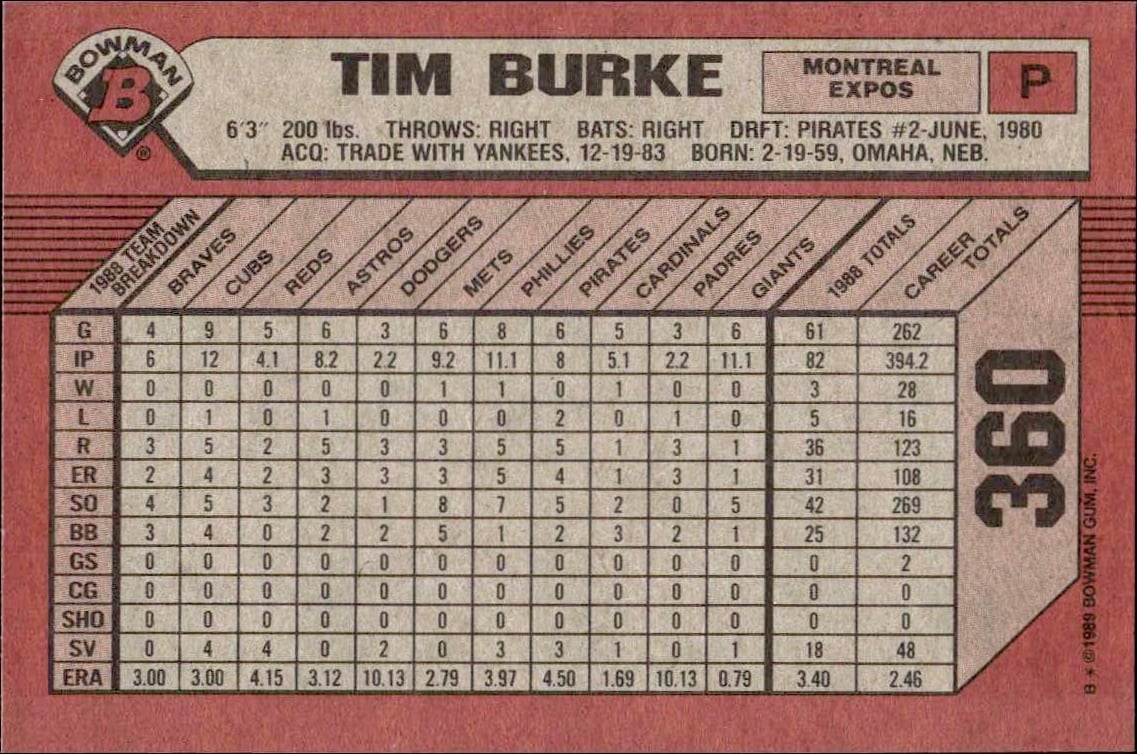 BOWMAN
B
®
TIM BURKE
MONTREAL
EXPOS
P
6'3" 200 lbs. THROWS: RIGHT BATS: RIGHT DRFT: PIRATES #2-JUNE, 1980
ACQ: TRADE WITH YANKEES, 12-19-83 BORN: 2-19-59, OMAHA, NEB.
1988 TEAM
BREAKDOWN
BRAVES
CUBS
REDS
ASTROS
DODGERS
METS
PHILLIES
PIRATES
CARDINALS
PADRES
GIANTS
1988 TOTALS
CAREER
TOTALS
G 4 9 5 6 3 6 8 6 5 3 6 61 262
IP 6 12 4.1 8.2 2.2 9.2 11.1 8 5.1 2.2 11.1 82 394.2
W 0 0 0 0 0 1 1 0 1 0 0 3 28
L 0 1 0 1 0 0 0 2 0 1 0 5 16
R 3 5 2 5 3 3 5 5 1 3 1 36 123
ER 2 4 2 3 3 3 5 4 1 3 1 31 108
SO 4 5 3 2 1 8 7 5 2 0 5 42 269
BB 3 4 0 2 2 5 1 2 3 2 1 25 132
GS 0 0 0 0 0 0 0 0 0 0 0 0 2
CG 0 0 0 0 0 0 0 0 0 0 0 0 0
SHO 0 0 0 0 0 0 0 0 0 0 0 0 0
SV 0 4 4 0 2 0 3 3 1 0 1 18 48
ERA 3.00 3.00 4.15 3.12 10.13 2.79 3.97 4.50 1.69 10.13 0.79 3.40 2.46
360
B * ©1989 BOWMAN GUM, INC.